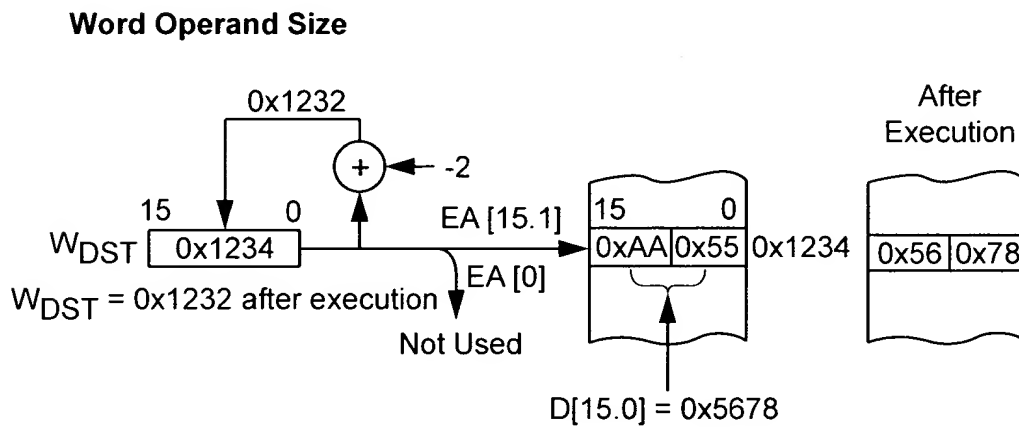 Word Operand Size
0x1232
After
Execution
+
-2
15 0
EA [15.1]
15 0
WDST 0x1234
0xAA 0x55 0x1234
0x56 0x78
EA [0]
WDST = 0x1232 after execution
Not Used
D[15.0] = 0x5678